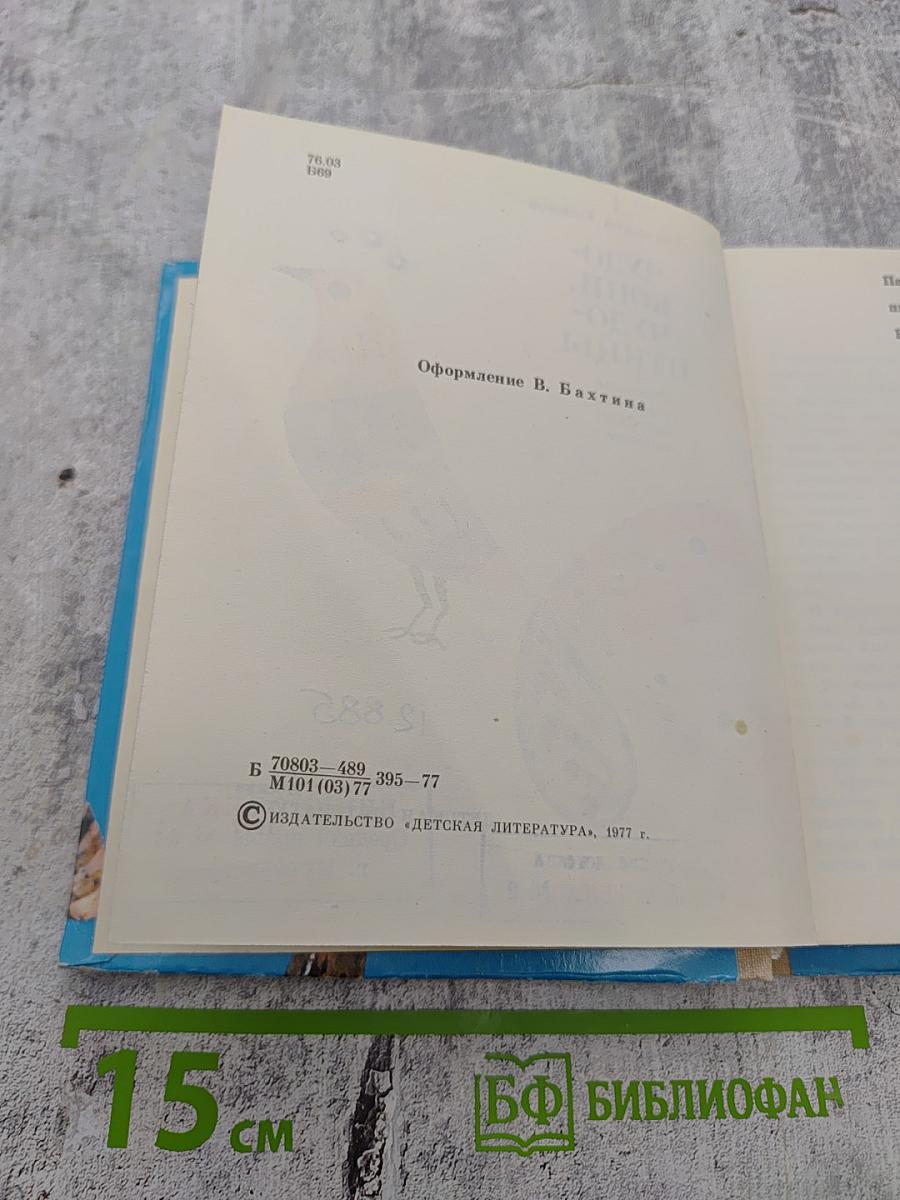 76.03
Б69
Оформление В. Бахтина
Б 70803—489 395—77
М101(03)77
©ИЗДАТЕЛЬСТВО «ДЕТСКАЯ ЛИТЕРАТУРА», 1977 г.
15 см
БФ БИБЛИОФАН